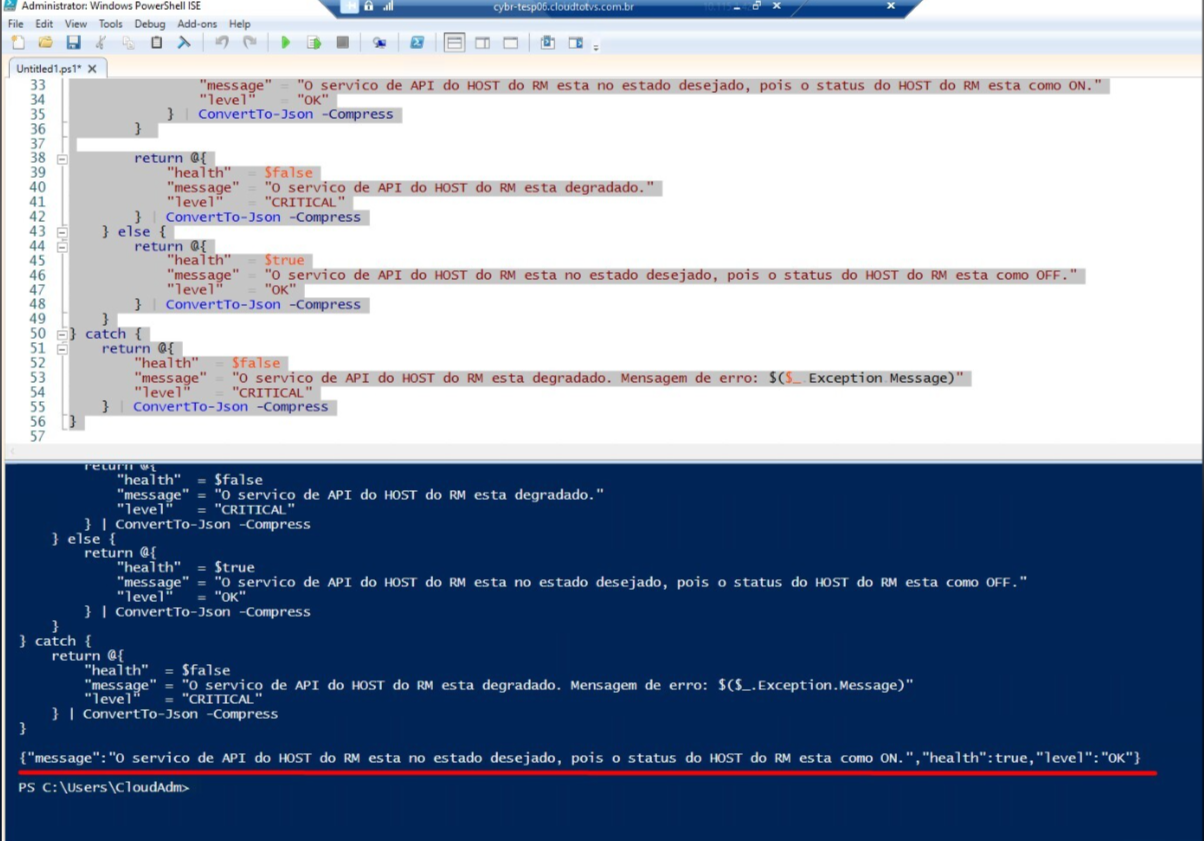 Administrator: Windows PowerShell ISE
cybr-tesp06.cloudtotvs.com.br
File Edit View Tools Debug Add-ons Help
Untitled1.ps1* X
33 "message" = "O servico de API do HOST do RM esta no estado desejado, pois o status do HOST do RM esta como ON."
34 "level" = "OK"
35 } | ConvertTo-Json -Compress
36 }
37
38 return @{
39 "health" = $false
40 "message" = "O servico de API do HOST do RM esta degradado."
41 "level" = "CRITICAL"
42 } | ConvertTo-Json -Compress
43 } else {
44 return @{
45 "health" = $true
46 "message" = "O servico de API do HOST do RM esta no estado desejado, pois o status do HOST do RM esta como OFF."
47 "level" = "OK"
48 } | ConvertTo-Json -Compress
49 }
50 } catch {
51 return @{
52 "health" = $false
53 "message" = "O servico de API do HOST do RM esta degradado. Mensagem de erro: $($_.Exception.Message)"
54 "level" = "CRITICAL"
55 } | ConvertTo-Json -Compress
56 }
57
return @{
"health" = $false
"message" = "O servico de API do HOST do RM esta degradado."
"level" = "CRITICAL"
} | ConvertTo-Json -Compress
} else {
return @{
"health" = $true
"message" = "O servico de API do HOST do RM esta no estado desejado, pois o status do HOST do RM esta como OFF."
"level" = "OK"
} | ConvertTo-Json -Compress
}
} catch {
return @{
"health" = $false
"message" = "O servico de API do HOST do RM esta degradado. Mensagem de erro: $($_.Exception.Message)"
"level" = "CRITICAL"
} | ConvertTo-Json -Compress
}
{"message":"O servico de API do HOST do RM esta no estado desejado, pois o status do HOST do RM esta como ON.","health":true,"level":"OK"}
PS C:\Users\CloudAdm>